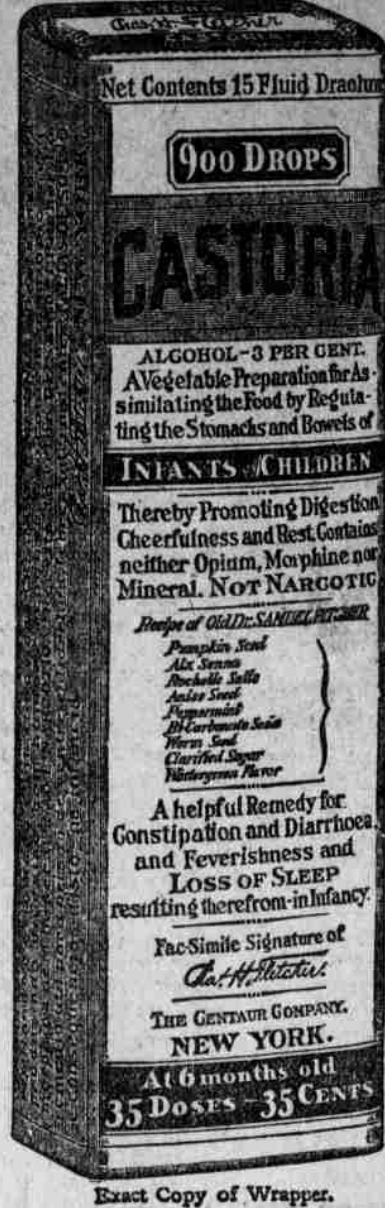 Chas. H. Fletcher
Net Contents 15 Fluid Drachm
900 DROPS
CASTORIA
ALCOHOL-3 PER CENT.
A Vegetable Preparation for As-
similating the Food by Regula-
ting the Stomachs and Bowels of
INFANTS CHILDREN
Thereby Promoting Digestion
Cheerfulness and Rest. Contains
neither Opium, Morphine nor
Mineral. NOT NARCOTIC
Recipe of Old Dr. SAMUEL PITCHER
Pumpkin Seed
Alx Senna
Rochelle Salts
Anise Seed
Peppermint
Bi-Carbonate Soda
Worm Seed
Clarified Sugar
Wintergreen Flavor
A helpful Remedy for
Constipation and Diarrhoea.
and Feverishness and
LOSS OF SLEEP
resulting therefrom-in Infancy.
Fac-Simile Signature of
Chas. H. Fletcher.
THE CENTAUR COMPANY.
NEW YORK.
At 6 months old
35 DOSES - 35 CENTS
Exact Copy of Wrapper.